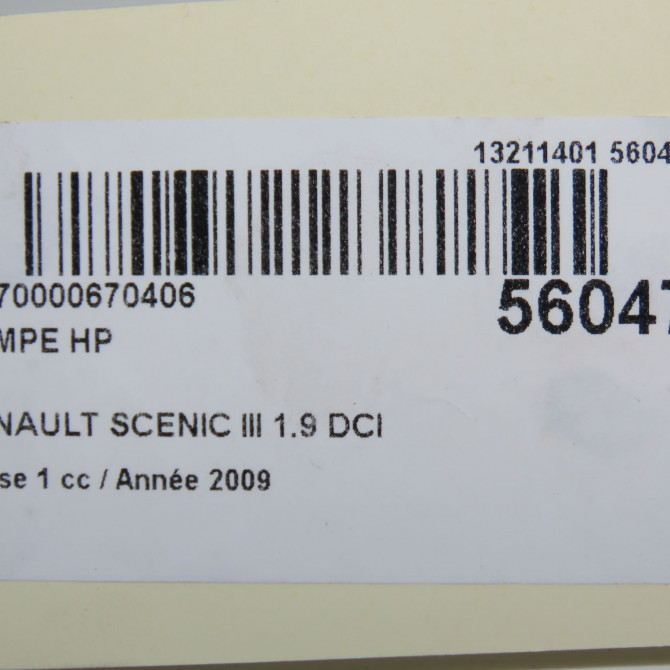 13211401 5604
70000670406
56047
MPE HP
NAULT SCENIC III 1.9 DCI
se 1 cc / Année 2009